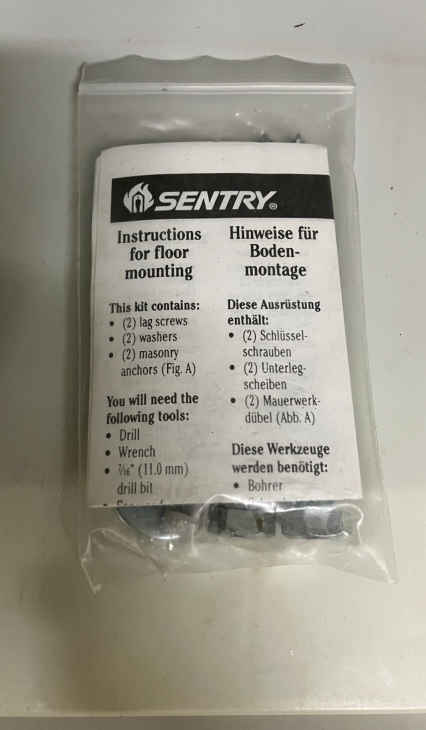 SENTRY®
Instructions
for floor
mounting
This kit contains:
• (2) lag screws
• (2) washers
• (2) masonry
anchors (Fig. A)
You will need the
following tools:
• Drill
• Wrench
• 7/16" (11.0 mm)
drill bit
Hinweise für
Boden-
montage
Diese Ausrüstung
enthält:
• (2) Schlüssel-
schrauben
• (2) Unterleg-
scheiben
• (2) Mauerwerk-
dübel (Abb. A)
Diese Werkzeuge
werden benötigt:
• Bohrer